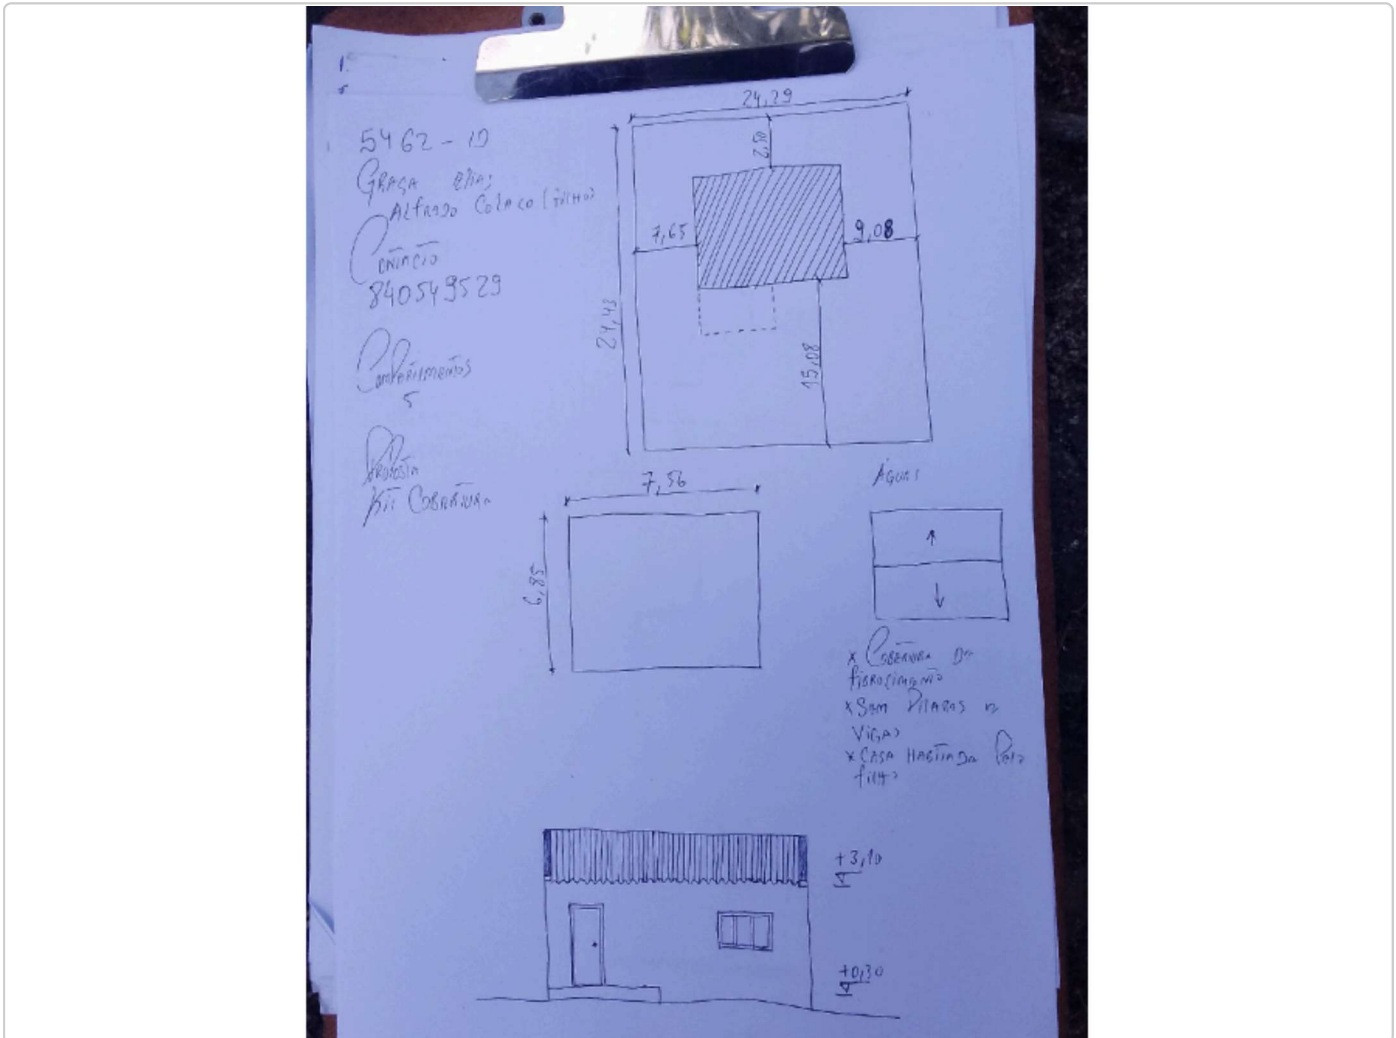 5462 - ID
GRAÇA ELIAS
ALFREDO COLAÇO (FILHO)
CONTACTO
840549529
COMPARTIMENTOS
5
PROPOSTA
KIT COBERTURA
24,29
2,50
7,65
9,08
24,43
15,08
7,56
6,85
ÁGUAS
× COBERTURA DE
FIBROCIMENTO
× SEM PILARES E
VIGAS
× CASA HABITADA PELO
FILHO
+3,10
+0,30